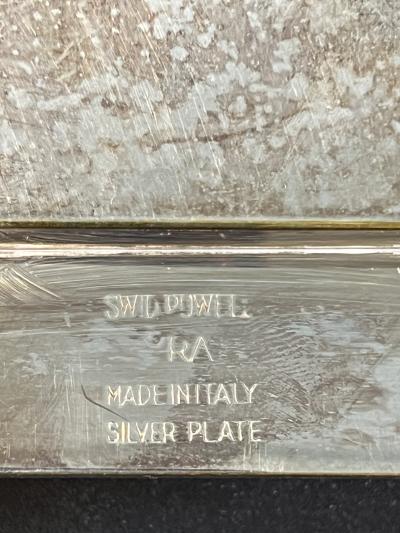 SWID POWELL
RA
MADE IN ITALY
SILVER PLATE